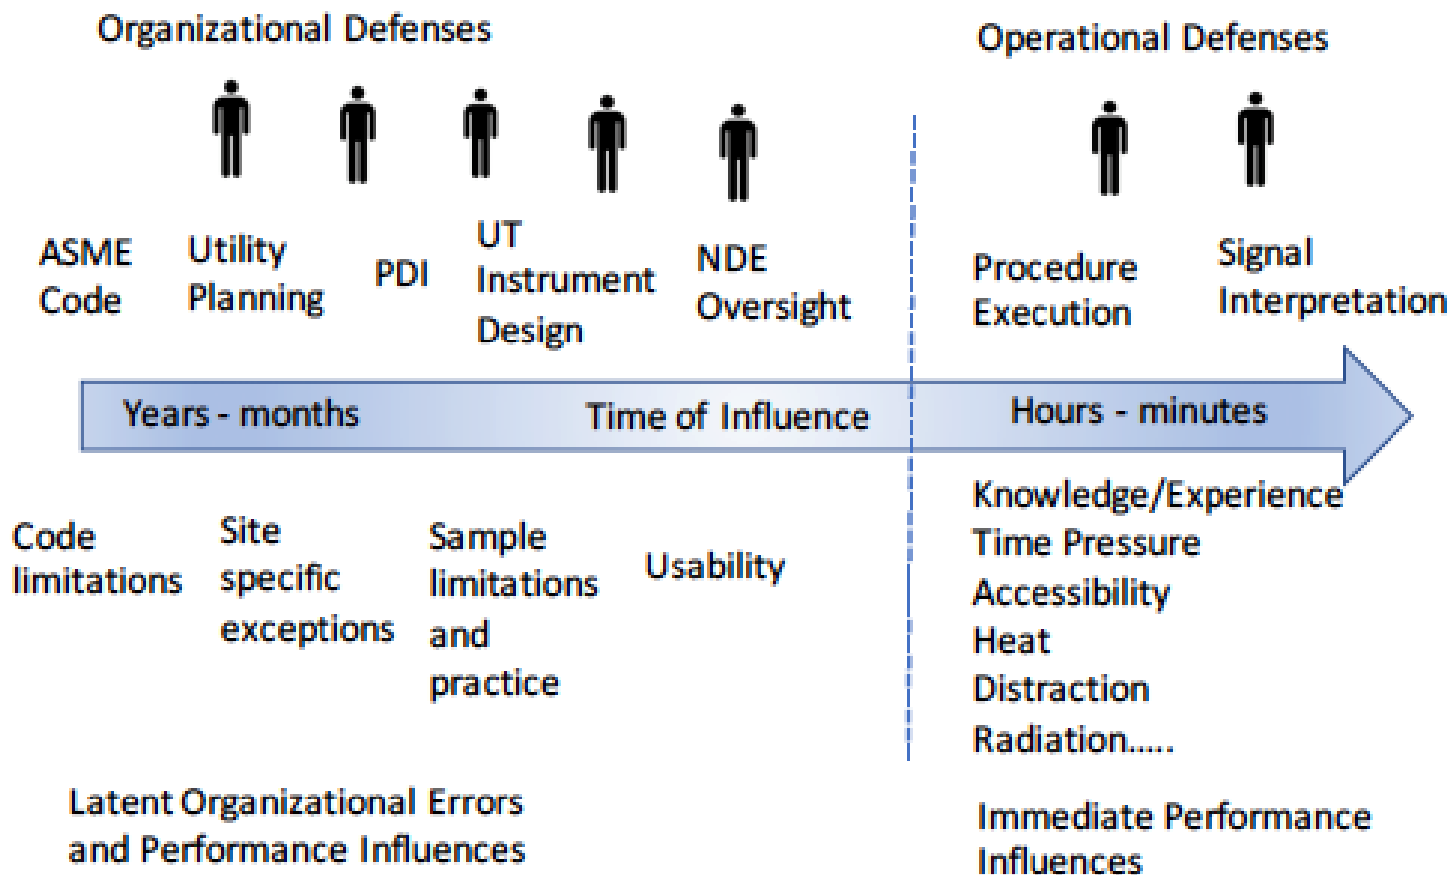 Organizational Defenses
Operational Defenses
ASME
Code
Utility
Planning
PDI
UT
Instrument
Design
NDE
Oversight
Procedure
Execution
Signal
Interpretation
Years - months
Time of Influence
Hours - minutes
Code
limitations
Site
specific
exceptions
Sample
limitations
and
practice
Usability
Knowledge/Experience
Time Pressure
Accessibility
Heat
Distraction
Radiation.....
Latent Organizational Errors
and Performance Influences
Immediate Performance
Influences